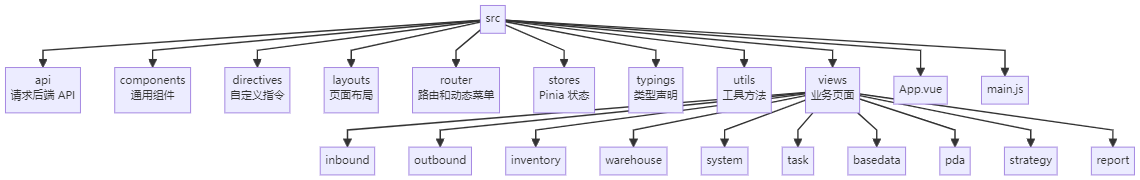 src
api
请求后端 API
components
通用组件
directives
自定义指令
layouts
页面布局
router
路由和动态菜单
stores
Pinia 状态
typings
类型声明
utils
工具方法
views
业务页面
App.vue
main.js
inbound
outbound
inventory
warehouse
system
task
basedata
pda
strategy
report